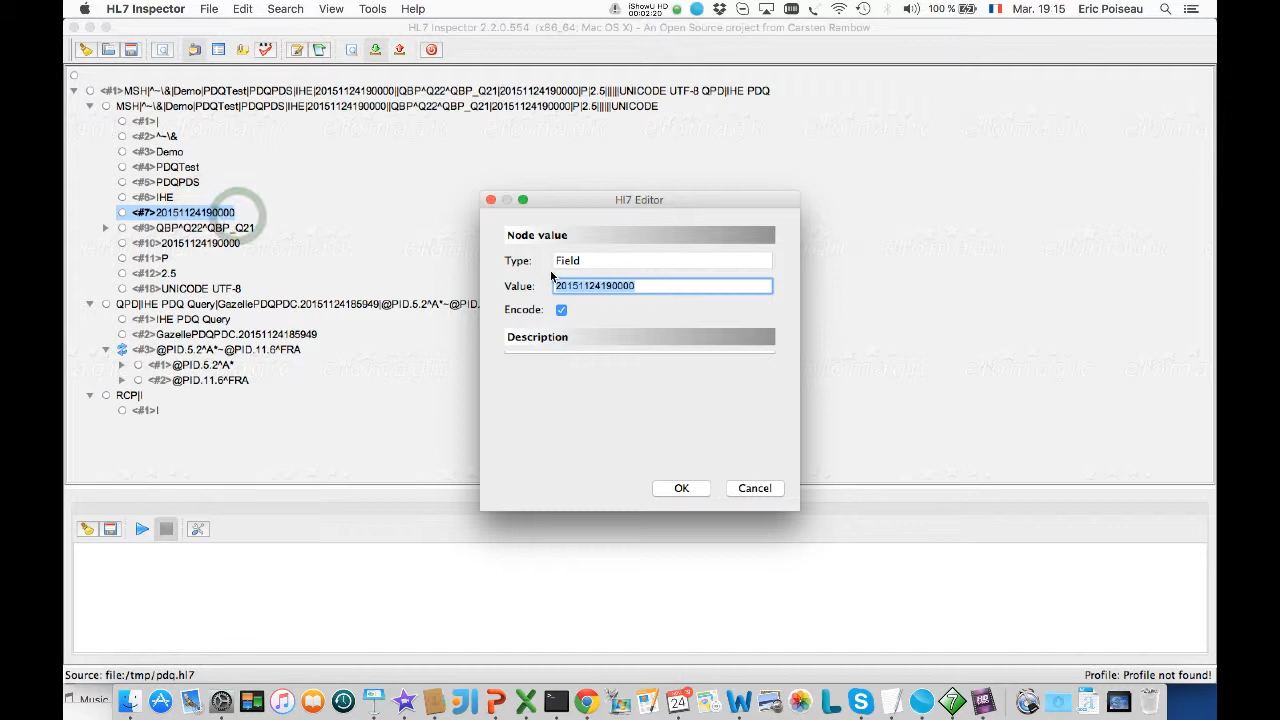 HL7 Inspector File Edit Search View Tools Help iShowU HD 00:02:20 100 % Mar. 19:15 Eric Poiseau
HL7 Inspector 2.2.0.554 (x86_64; Mac OS X) - An Open Source project from Carsten Rambow
<#1>MSH|^~\&|Demo|PDQTest|PDQPDS|IHE|20151124190000||QBP^Q22^QBP_Q21|20151124190000|P|2.5||||||UNICODE UTF-8 QPD|IHE PDQ
MSH|^~\&|Demo|PDQTest|PDQPDS|IHE|20151124190000||QBP^Q22^QBP_Q21|20151124190000|P|2.5||||||UNICODE
<#1>|
<#2>^~\&
<#3>Demo
<#4>PDQTest
<#5>PDQPDS
<#6>IHE
<#7>20151124190000
<#9>QBP^Q22^QBP_Q21
<#10>20151124190000
<#11>P
<#12>2.5
<#18>UNICODE UTF-8
QPD|IHE PDQ Query|GazellePDQPDC.20151124185949|@PID.5.2^A*~@PID.
<#1>IHE PDQ Query
<#2>GazellePDQPDC.20151124185949
<#3>@PID.5.2^A*~@PID.11.6^FRA
<#1>@PID.5.2^A*
<#2>@PID.11.6^FRA
RCP|I
<#1>I
Hl7 Editor
Node value
Type: Field
Value: 20151124190000
Encode:
Description
OK Cancel
Source: file:/tmp/pdq.hl7 Profile: Profile not found!
Music
24